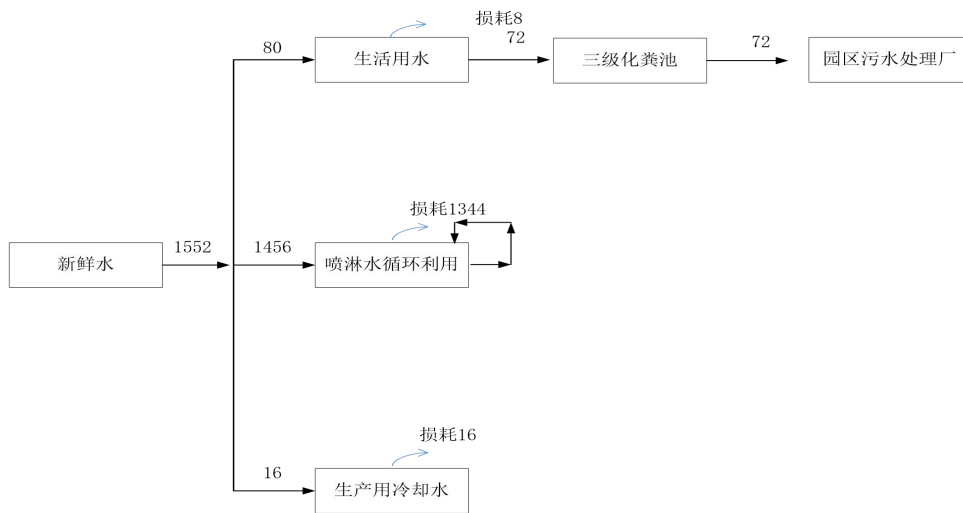 损耗8
80
生活用水
72
三级化粪池
72
园区污水处理厂
损耗1344
新鲜水
1552
1456
喷淋水循环利用
损耗16
16
生产用冷却水